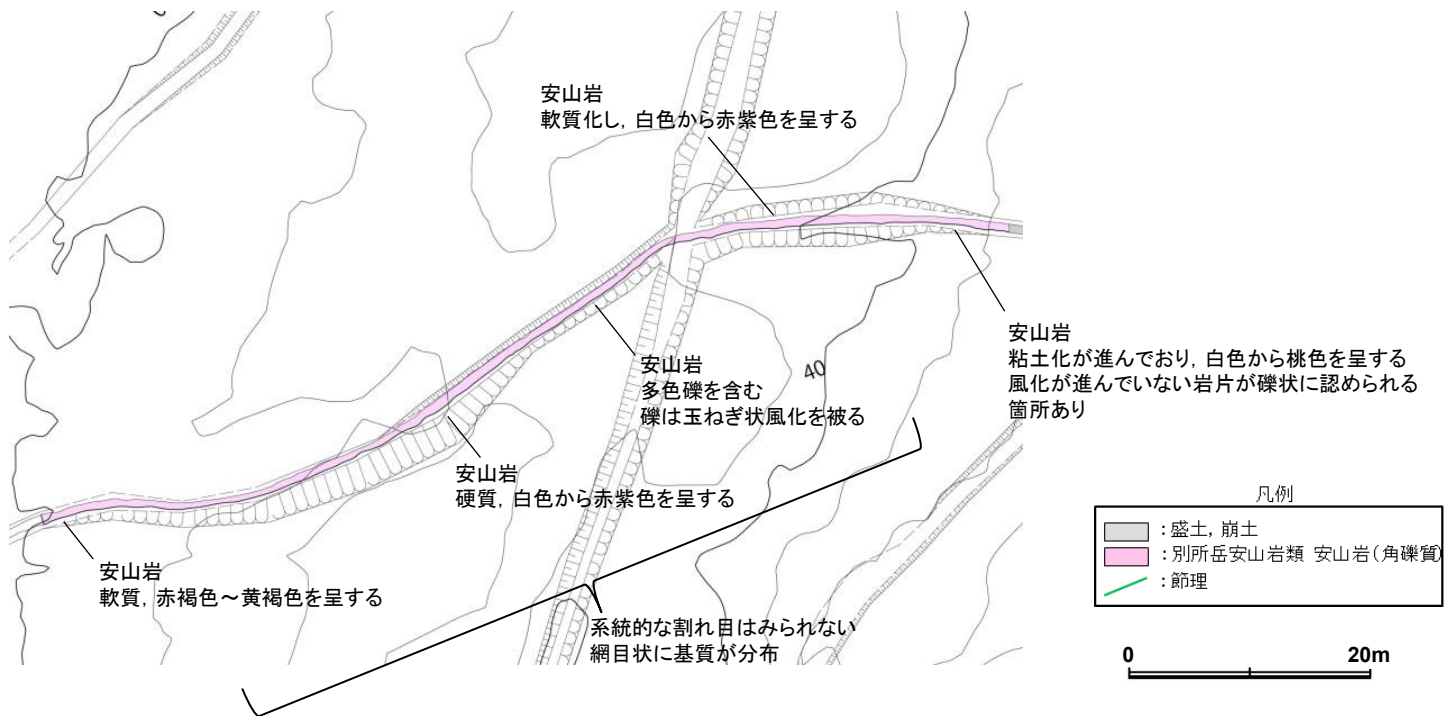 安山岩
軟質化し，白色から赤紫色を呈する
安山岩
粘土化が進んでおり，白色から桃色を呈する
風化が進んでいない岩片が礫状に認められる
箇所あり
安山岩
多色礫を含む
礫は玉ねぎ状風化を被る
40
安山岩
硬質，白色から赤紫色を呈する
安山岩
軟質，赤褐色～黄褐色を呈する
系統的な割れ目はみられない
網目状に基質が分布
凡例
：盛土，崩土
：別所岳安山岩類 安山岩（角礫質）
：節理
0 20m